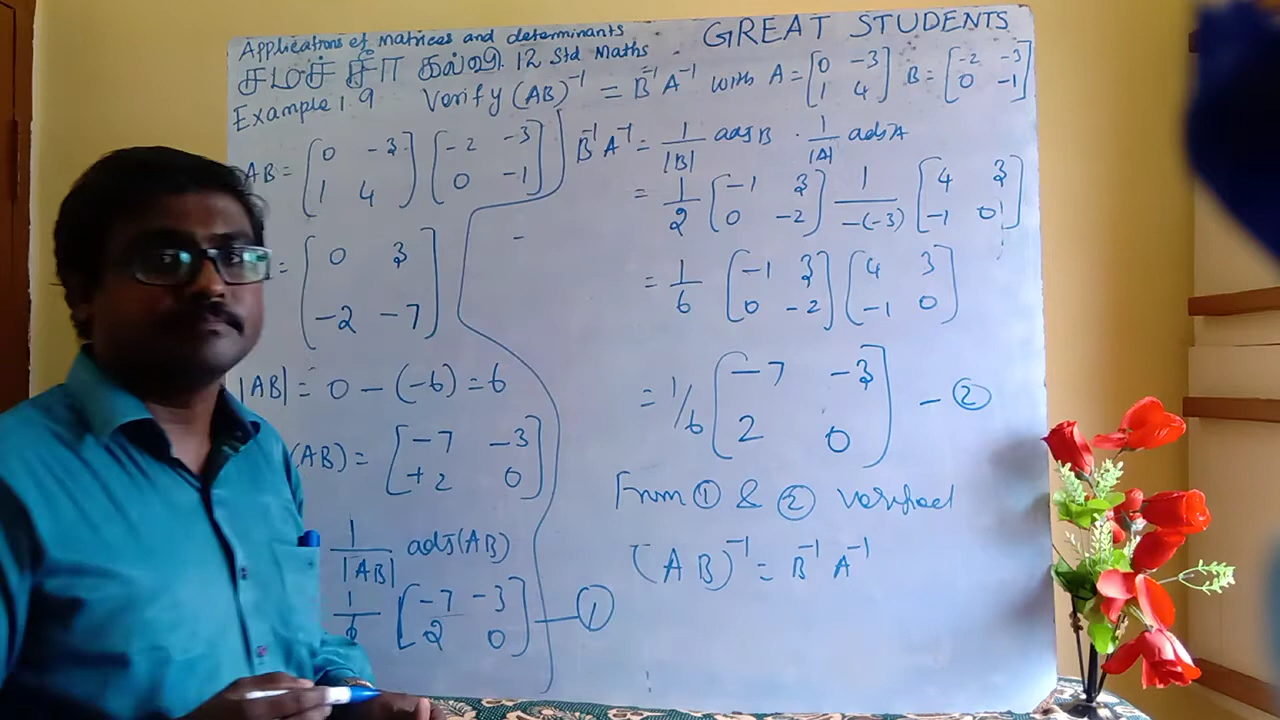 Applications of matrices and determinants GREAT STUDENTS
சமச்சீர் கல்வி. 12 Std Maths
Example 1.9 Verify (AB)⁻¹ = B⁻¹ A⁻¹ with A = [0 -3; 1 4] B = [-2 -3; 0 -1]
AB = [0 -3; 1 4] [-2 -3; 0 -1]
= [0 3; -2 -7]
|AB| = 0 - (-6) = 6
(AB) = [-7 -3; +2 0]
1/|AB| adj(AB)
1/6 [-7 -3; 2 0] — ①
B⁻¹ A⁻¹ = 1/|B| adj B . 1/|A| adj A
= 1/2 [-1 3; 0 -2] 1/-(-3) [4 3; -1 0]
= 1/6 [-1 3; 0 -2] [4 3; -1 0]
= 1/6 [-7 -3; 2 0] - ②
From ① & ② verified
(AB)⁻¹ = B⁻¹ A⁻¹